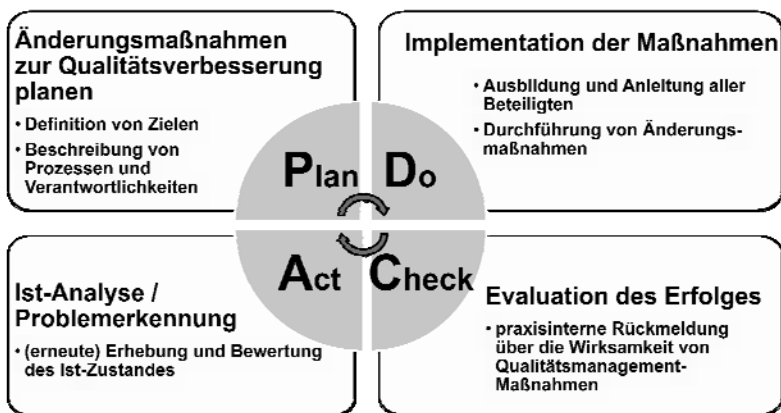 Änderungsmaßnahmen
zur Qualitätsverbesserung
planen
• Definition von Zielen
• Beschreibung von
Prozessen und
Verantwortlichkeiten
Implementation der Maßnahmen
• Ausbildung und Anleitung aller
Beteiligten
• Durchführung von Änderungs-
maßnahmen
Plan
Do
Act
Check
Ist-Analyse /
Problemerkennung
• (erneute) Erhebung und Bewertung
des Ist-Zustandes
Evaluation des Erfolges
• praxisinterne Rückmeldung
über die Wirksamkeit von
Qualitätsmanagement-
Maßnahmen